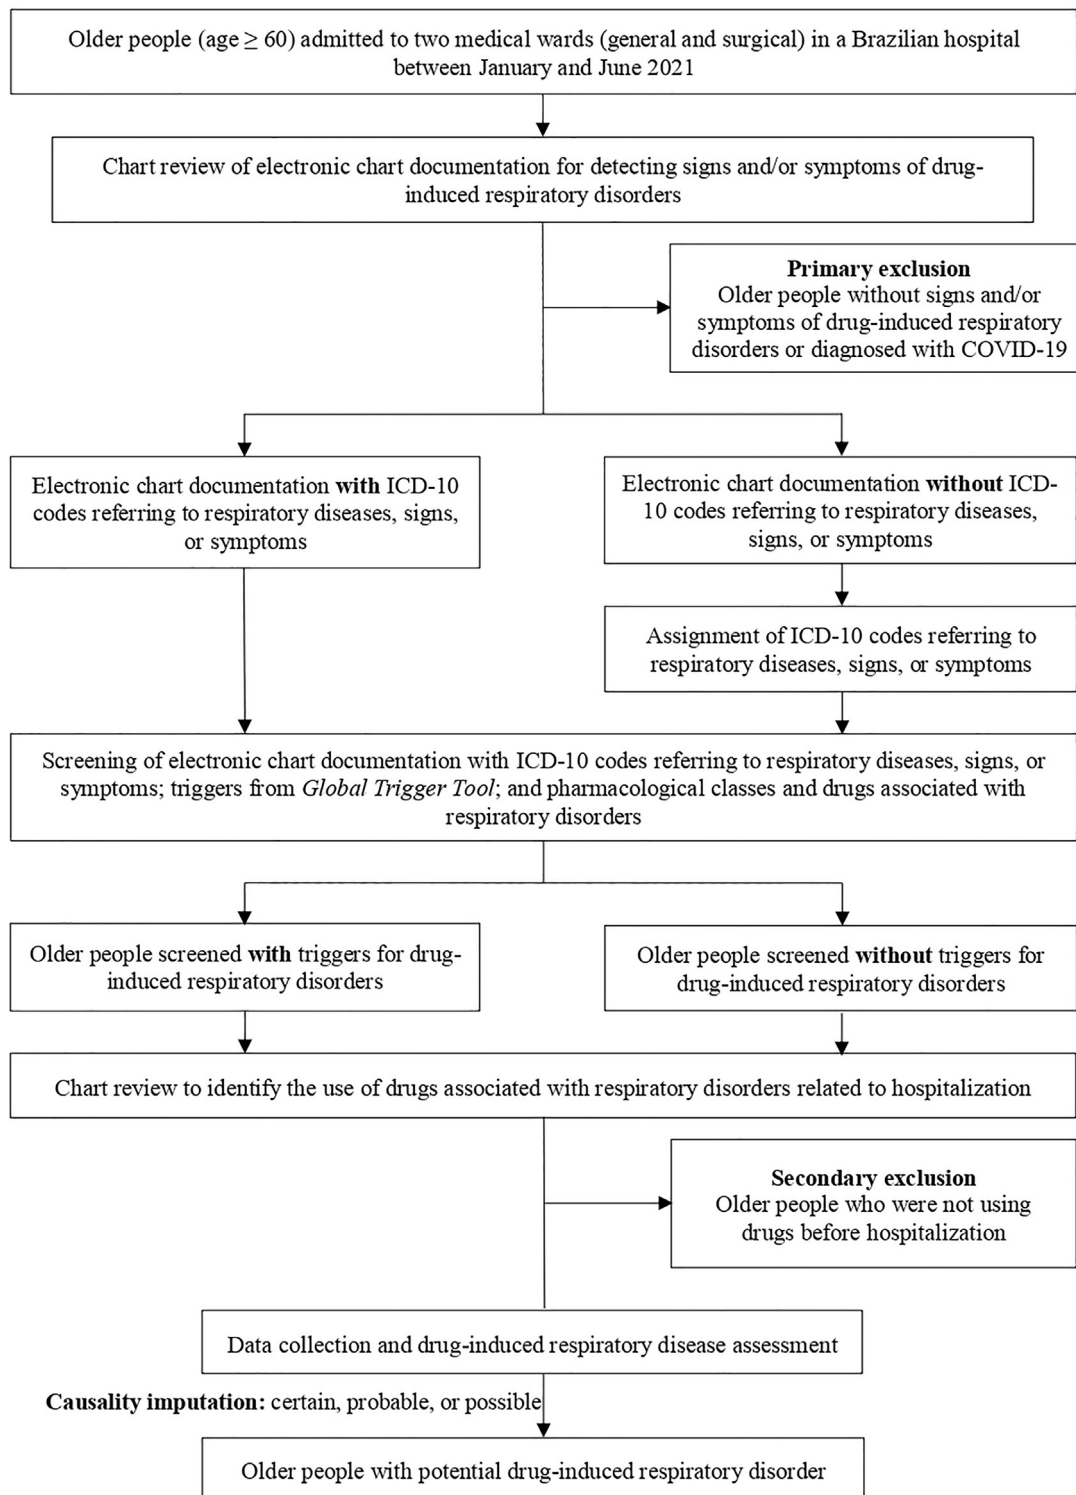 Older people (age ≥ 60) admitted to two medical wards (general and surgical) in a Brazilian hospital
between January and June 2021
Chart review of electronic chart documentation for detecting signs and/or symptoms of drug-
induced respiratory disorders
Primary exclusion
Older people without signs and/or
symptoms of drug-induced respiratory
disorders or diagnosed with COVID-19
Electronic chart documentation with ICD-10
codes referring to respiratory diseases, signs,
or symptoms
Electronic chart documentation without ICD-
10 codes referring to respiratory diseases,
signs, or symptoms
Assignment of ICD-10 codes referring to
respiratory diseases, signs, or symptoms
Screening of electronic chart documentation with ICD-10 codes referring to respiratory diseases, signs, or
symptoms; triggers from Global Trigger Tool; and pharmacological classes and drugs associated with
respiratory disorders
Older people screened with triggers for drug-
induced respiratory disorders
Older people screened without triggers for
drug-induced respiratory disorders
Chart review to identify the use of drugs associated with respiratory disorders related to hospitalization
Secondary exclusion
Older people who were not using
drugs before hospitalization
Data collection and drug-induced respiratory disease assessment
Causality imputation: certain, probable, or possible
Older people with potential drug-induced respiratory disorder